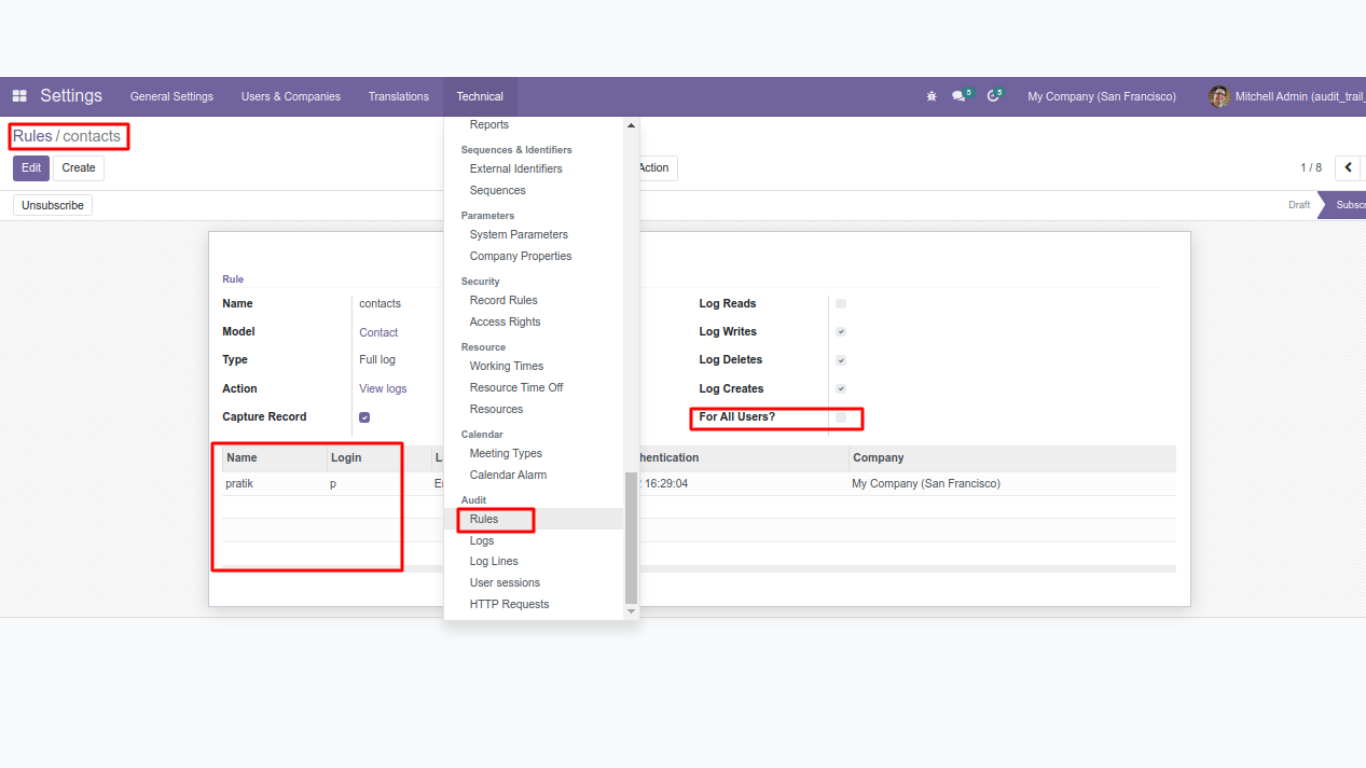 Settings General Settings Users & Companies Translations Technical 5 5 My Company (San Francisco) Mitchell Admin (audit_trail_
Rules / contacts
Edit Create Action 1 / 8
Unsubscribe Draft
Reports
Sequences & Identifiers
External Identifiers
Sequences
Parameters
System Parameters
Company Properties
Security
Record Rules
Access Rights
Resource
Working Times
Resource Time Off
Resources
Calendar
Meeting Types
Calendar Alarm
Audit
Rules
Logs
Log Lines
User sessions
HTTP Requests
Rule
Name contacts Log Reads
Model Contact Log Writes
Type Full log Log Deletes
Action View logs Log Creates
Capture Record For All Users?
Name Login Company
pratik p 16:29:04 My Company (San Francisco)